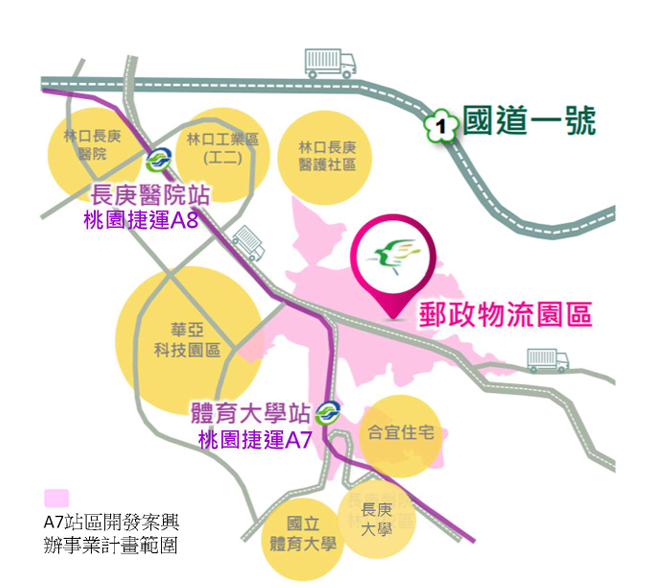 1
國道一號
林口長庚
醫院
林口工業區
(工二)
林口長庚
醫護社區
長庚醫院站
桃園捷運A8
郵政物流園區
華亞
科技園區
體育大學站
桃園捷運A7
合宜住宅
長庚
大學
國立
體育大學
A7站區開發案興
辦事業計畫範圍